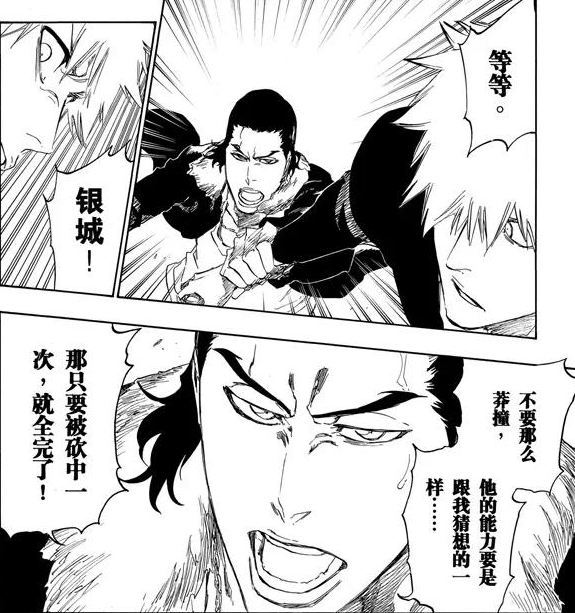 等等。
银城！
不要那么
莽撞，
他的能力要是
跟我猜想的一
样……
那只要被砍中一
次，就全完了！